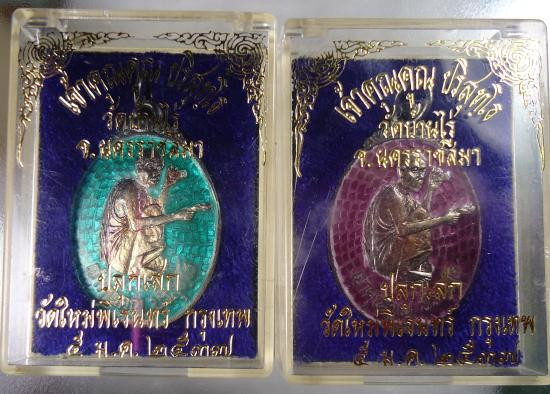 เจ้าคุณคูณ ปริสุทฺโธ
วัดบ้านไร่
จ.นครราชสีมา
ปลุกเสก
วัดใหม่พิเรนทร์ กรุงเทพ
๕ ม.ค. ๒๕๓๗
เจ้าคุณคูณ ปริสุทฺโธ
วัดบ้านไร่
จ.นครราชสีมา
ปลุกเสก
วัดใหม่พิเรนทร์ กรุงเทพ
๕ ม.ค. ๒๕๓๗